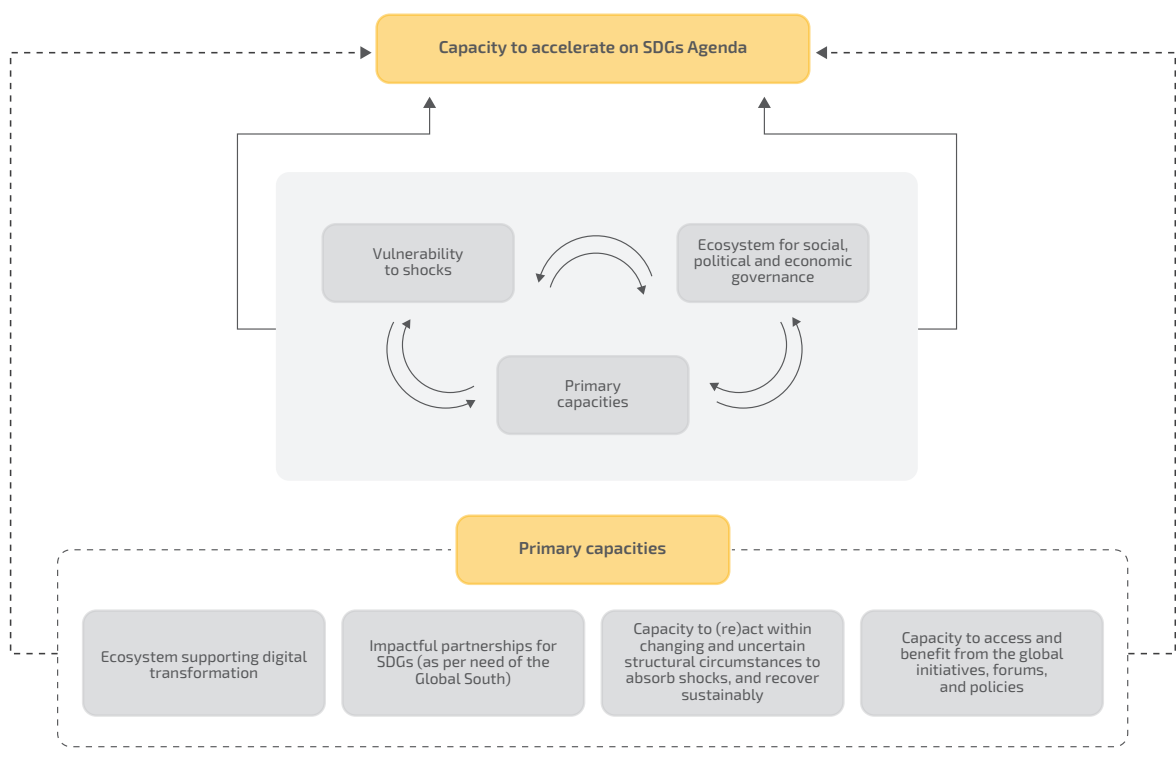 Capacity to accelerate on SDGs Agenda
Vulnerability
to shocks
Ecosystem for social,
political and economic
governance
Primary
capacities
Primary capacities
Ecosystem supporting digital
transformation
Impactful partnerships for
SDGs (as per need of the
Global South)
Capacity to (re)act within
changing and uncertain
structural circumstances to
absorb shocks, and recover
sustainably
Capacity to access and
benefit from the global
initiatives, forums,
and policies